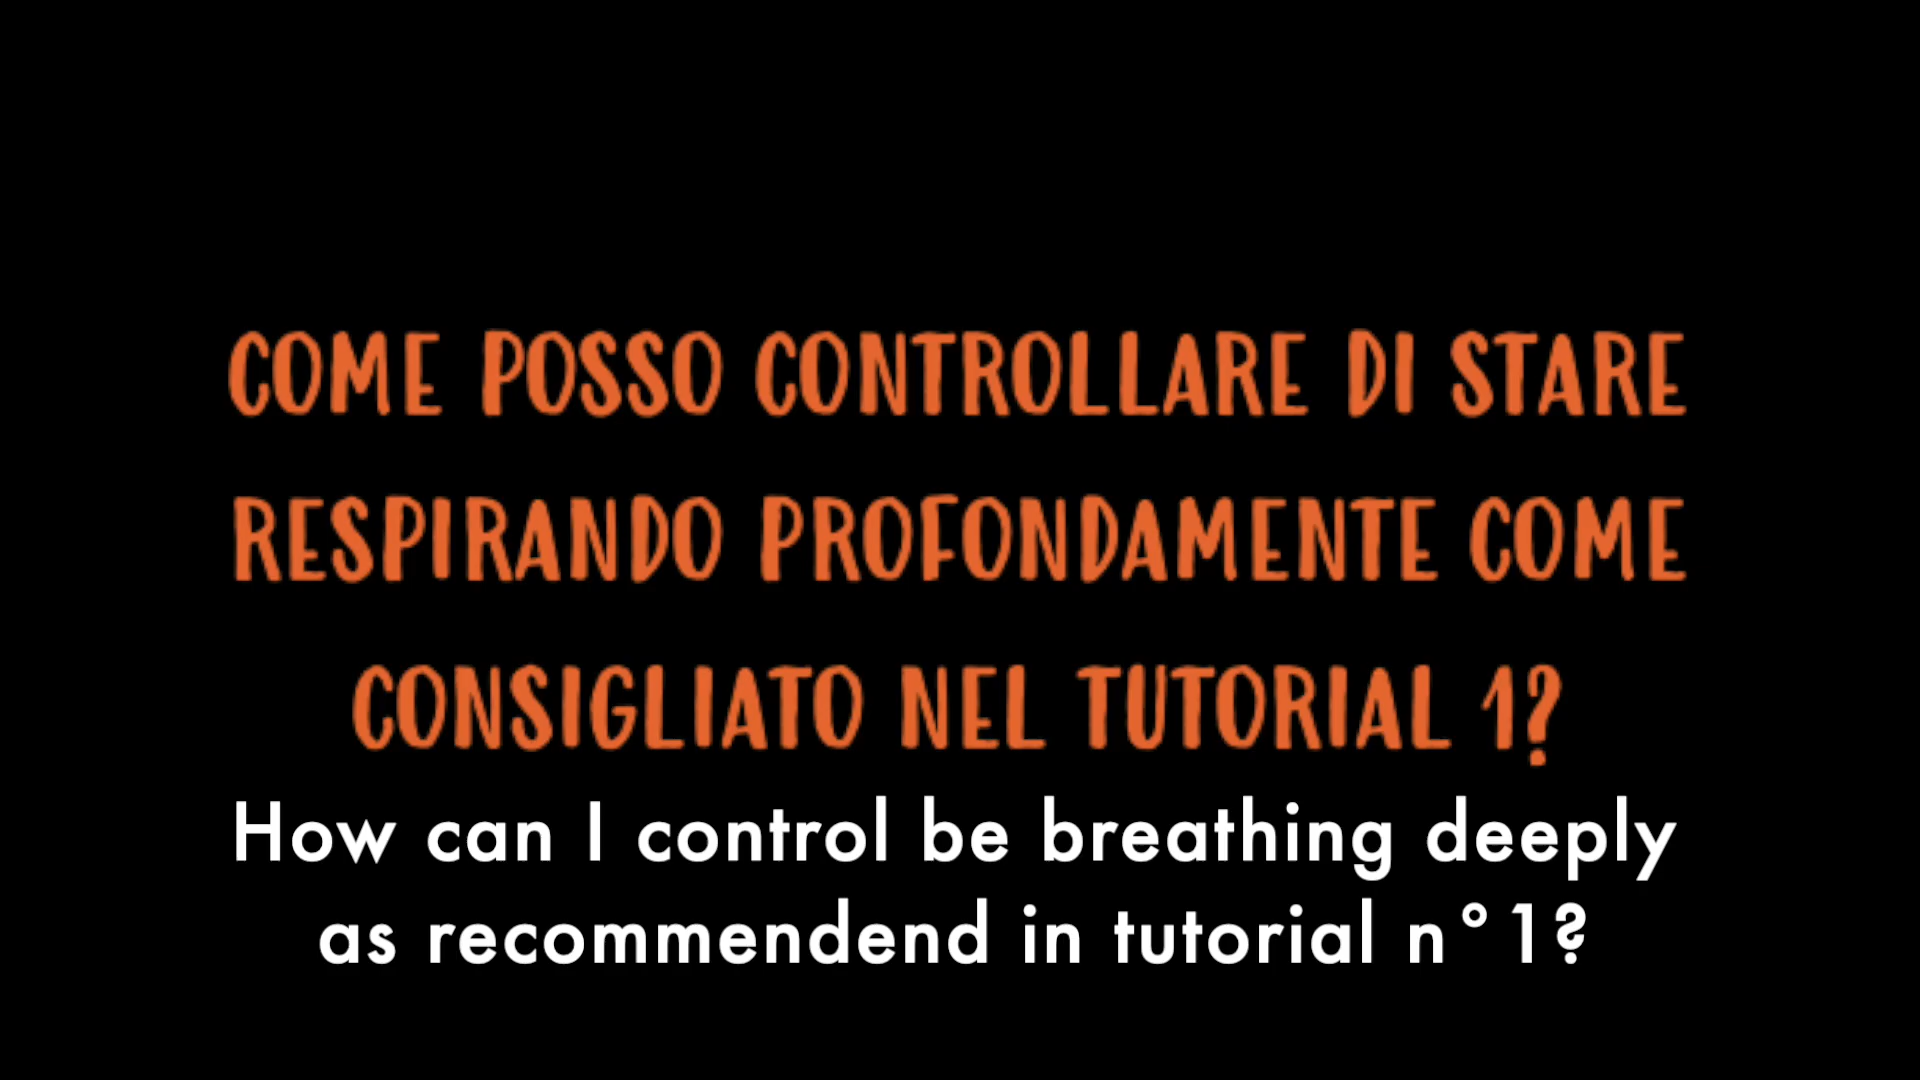 COME POSSO CONTROLLARE DI STARE
RESPIRANDO PROFONDAMENTE COME
CONSIGLIATO NEL TUTORIAL 1?
How can I control be breathing deeply
as recommendend in tutorial n°1?